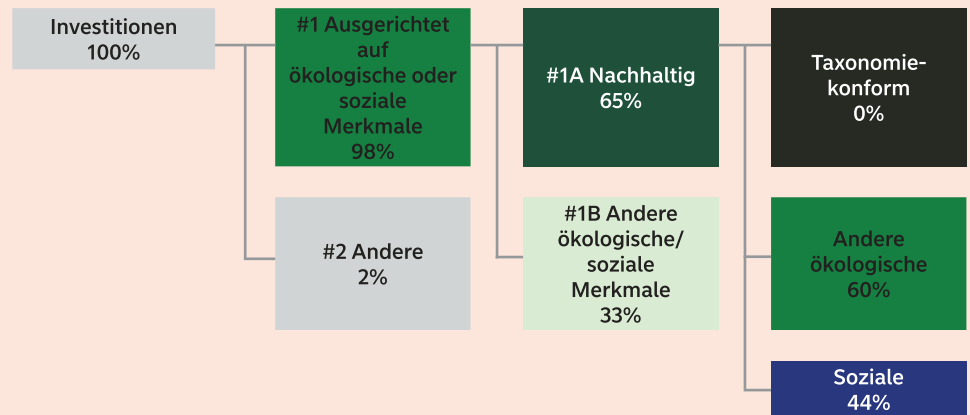 Investitionen
100%
#1 Ausgerichtet
auf
ökologische oder
soziale
Merkmale
98%
#1A Nachhaltig
65%
Taxonomie-
konform
0%
#2 Andere
2%
#1B Andere
ökologische/
soziale
Merkmale
33%
Andere
ökologische
60%
Soziale
44%